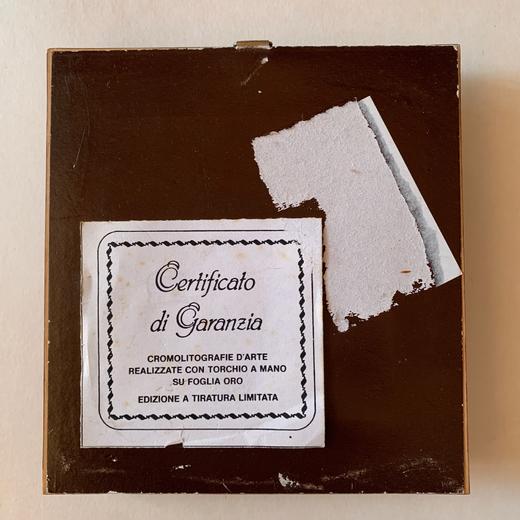 Certificato
di Garanzia
CROMOLITOGRAFIE D'ARTE
REALIZZATE CON TORCHIO A MANO
SU FOGLIA ORO
EDIZIONE A TIRATURA LIMITATA